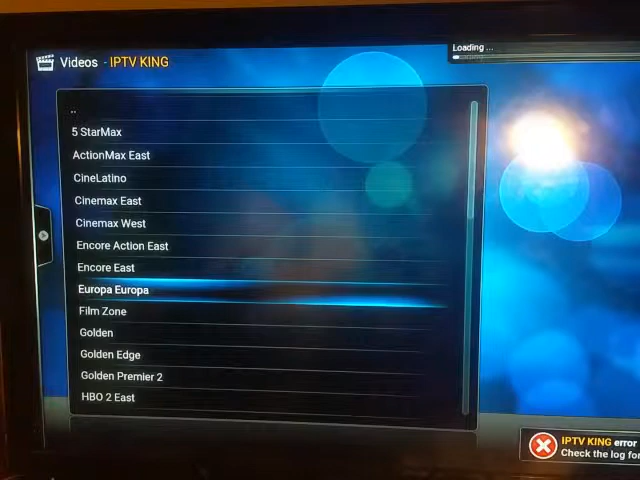 Videos - IPTV KING
Loading ...
..
5 StarMax
ActionMax East
CineLatino
Cinemax East
Cinemax West
Encore Action East
Encore East
Europa Europa
Film Zone
Golden
Golden Edge
Golden Premier 2
HBO 2 East
IPTV KING error
Check the log for